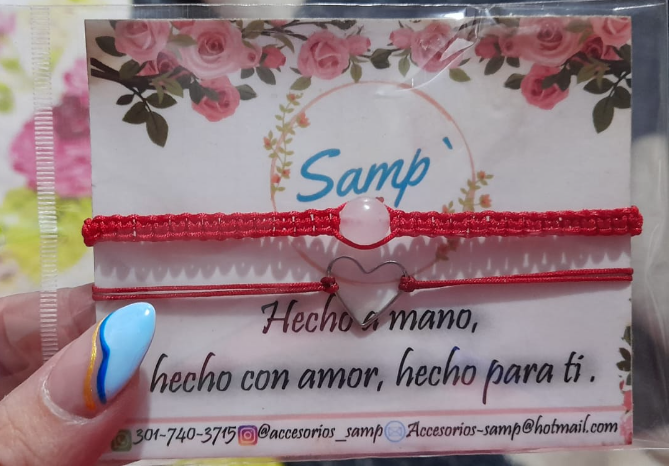 Samp`
Hecho a mano,
hecho con amor, hecho para ti.
301-740-3715 @accesorios_samp Accesorios-samp@hotmail.com